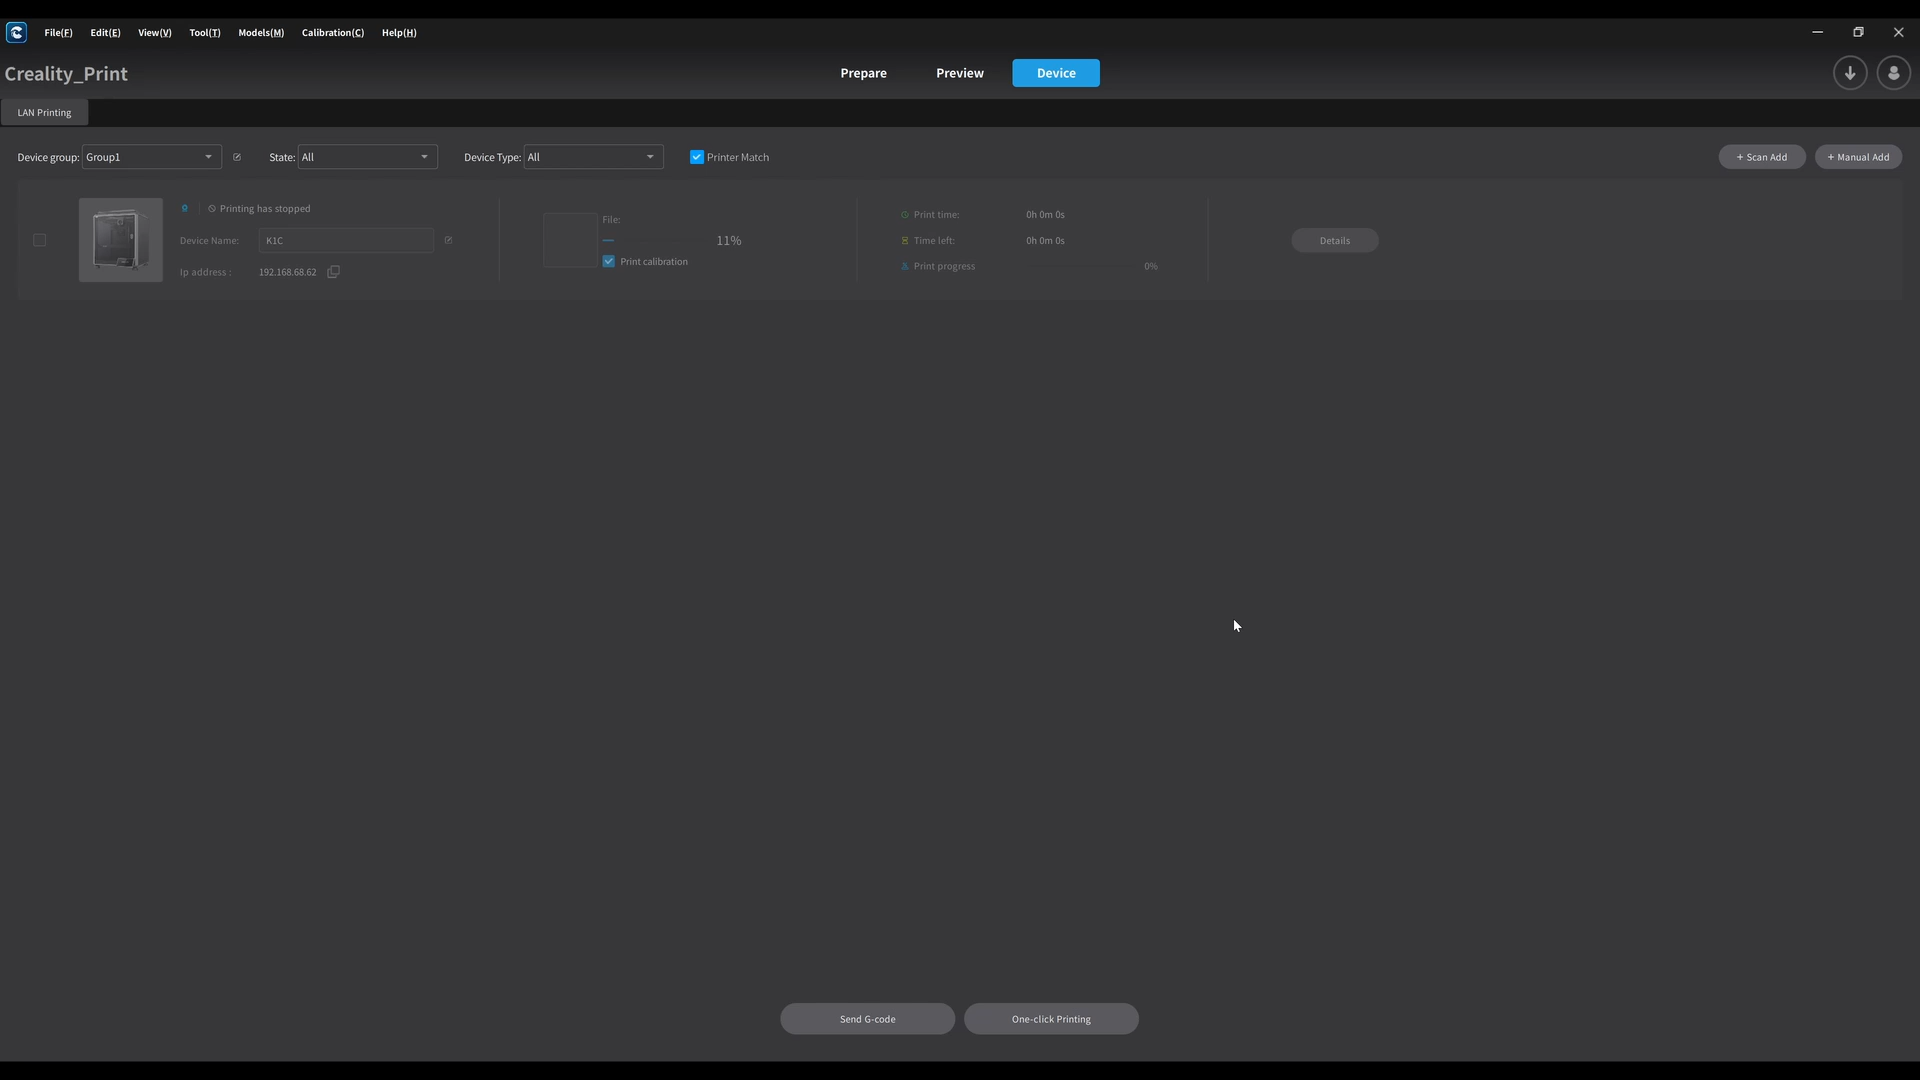 File(F) Edit(E) View(V) Tool(T) Models(M) Calibration(C) Help(H)
Creality_Print
Prepare Preview Device
LAN Printing
Device group: Group1 State: All Device Type: All Printer Match + Scan Add + Manual Add
Printing has stopped
Device Name: K1C
Ip address : 192.168.68.62
File:
11%
Print calibration
Print time: 0h 0m 0s
Time left: 0h 0m 0s
Print progress 0%
Details
Send G-code One-click Printing